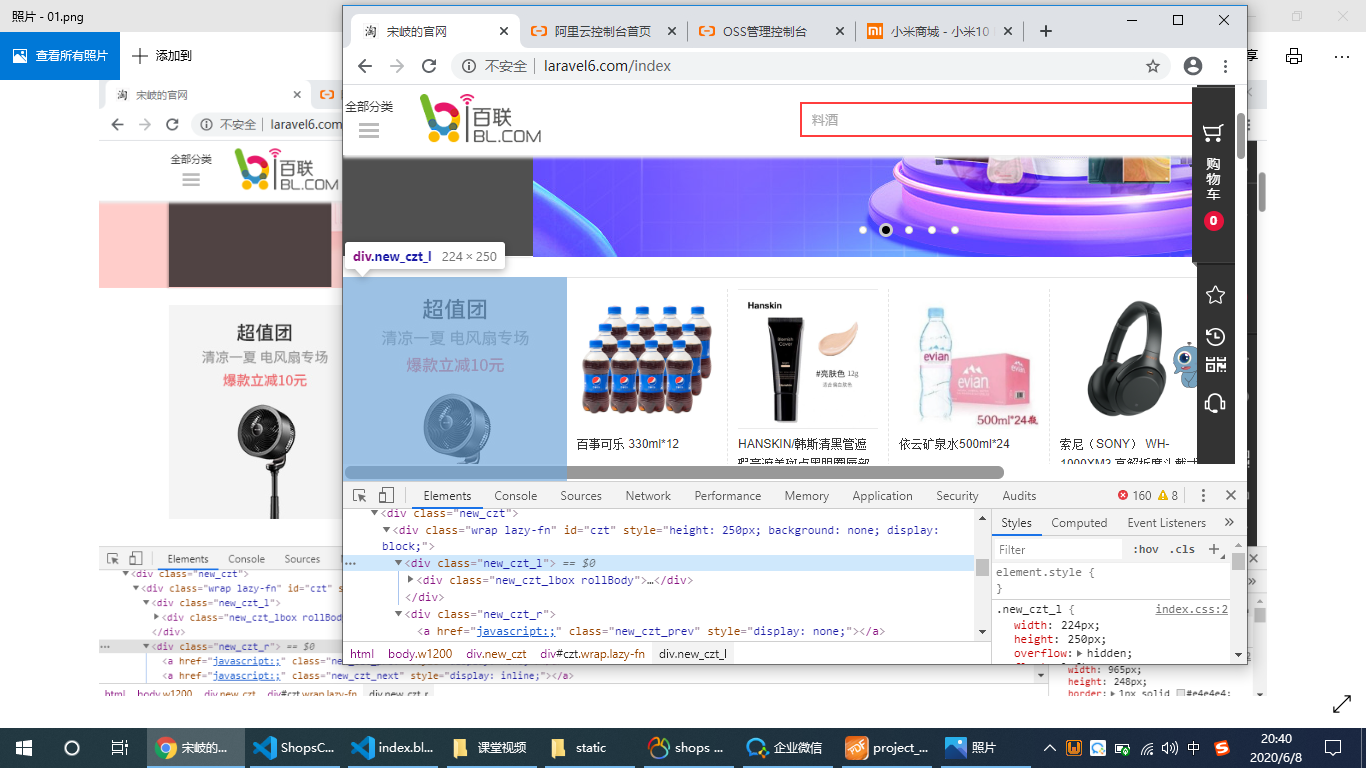 照片 - 01.png
查看所有照片
添加到
宋岐的官网
不安全 laravel6.com
全部分类
百联
BL.COM
超值团
清凉一夏 电风扇专场
爆款立减10元
Elements Console Sources
<div class="new_czt">
<div class="wrap lazy-fn" id="czt" s
<div class="new_czt_l">
<div class="new_czt_lbox rollBod
</div>
<div class="new_czt_r"> == $0
<a href="javascript:;" class="ne
<a href="javascript:;" class="new_czt_next" style="display: inline;"></a>
html body.w1200 div.new_czt div#czt.wrap.lazy-fn div.new_czt_r
width: 965px;
height: 248px;
border: 1px solid #e4e4e4;
宋岐的官网
阿里云控制台首页
OSS管理控制台
小米商城 - 小米10
不安全 laravel6.com/index
全部分类
百联
BL.COM
料酒
购物车
0
div.new_czt_l 224 × 250
超值团
清凉一夏 电风扇专场
爆款立减10元
百事可乐 330ml*12
Hanskin
#亮肤色 12g
HANSKIN/韩斯清黑管遮
evian
evian
500ml*24瓶
依云矿泉水500ml*24
索尼（SONY） WH-
Elements Console Sources Network Performance Memory Application Security Audits 160 8
<div class="new_czt">
<div class="wrap lazy-fn" id="czt" style="height: 250px; background: none; display:
block;">
<div class="new_czt_l"> == $0
<div class="new_czt_lbox rollBody">…</div>
</div>
<div class="new_czt_r">
<a href="javascript:;" class="new_czt_prev" style="display: none;"></a>
html body.w1200 div.new_czt div#czt.wrap.lazy-fn div.new_czt_l
Styles Computed Event Listeners
Filter :hov .cls
element.style {
}
.new_czt_l { index.css:2
width: 224px;
height: 250px;
overflow: hidden;
宋岐的...
ShopsC...
index.bl...
课堂视频
static
shops ...
企业微信
project_...
照片
中
20:40
2020/6/8